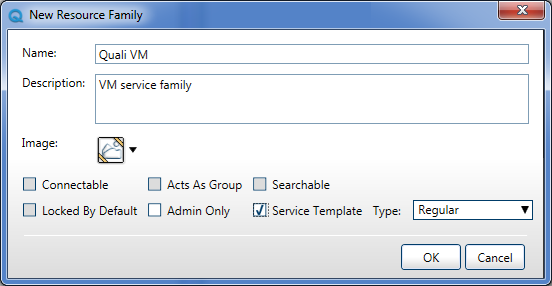 New Resource Family
Name: Quali VM
Description: VM service family
Image:
Connectable Acts As Group Searchable
Locked By Default Admin Only Service Template Type: Regular
OK Cancel